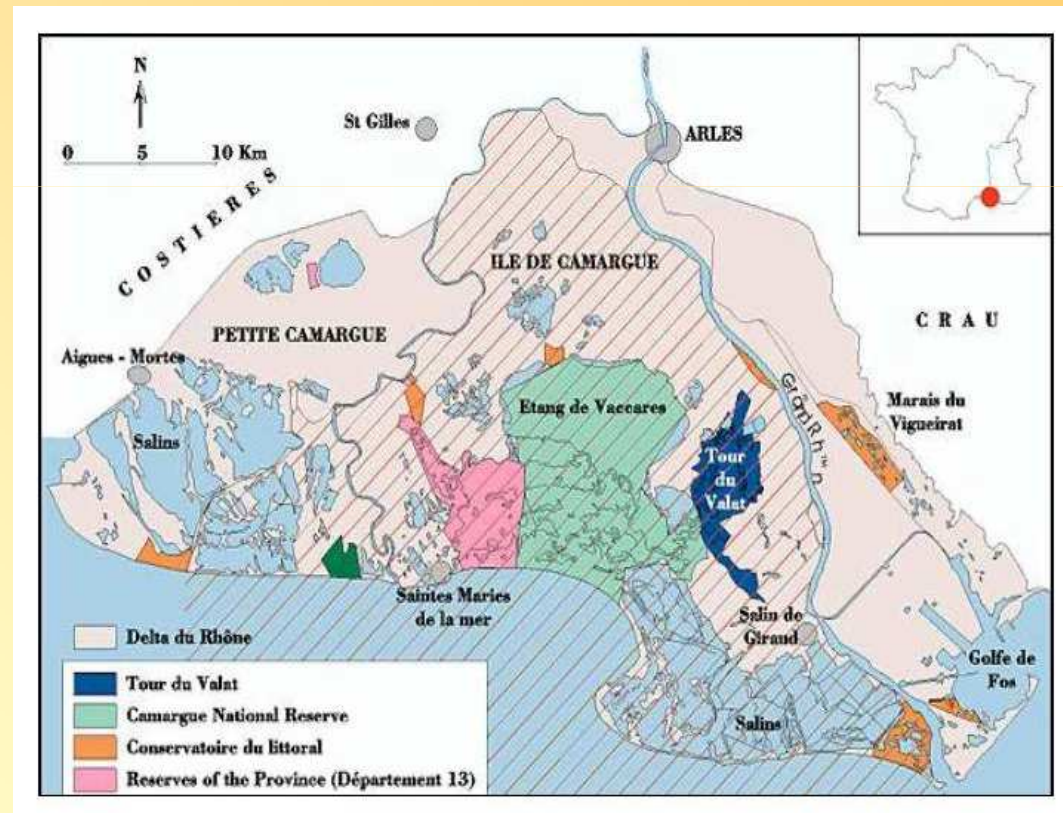 N
St Gilles
ARLES
0 5 10 Km
COSTIERES
ILE DE CAMARGUE
CRAU
PETITE CAMARGUE
Aigues - Mortes
Etang de Vaccares
Marais du
Vigueirat
Grand Rh™n
Salins
Tour
du
Valat
Saintes Maries
de la mer
Salin de
Giraud
Delta du Rhône
Golfe de
Fos
Tour du Valat
Camargue National Reserve
Salins
Conservatoire du littoral
Reserves of the Province (Département 13)